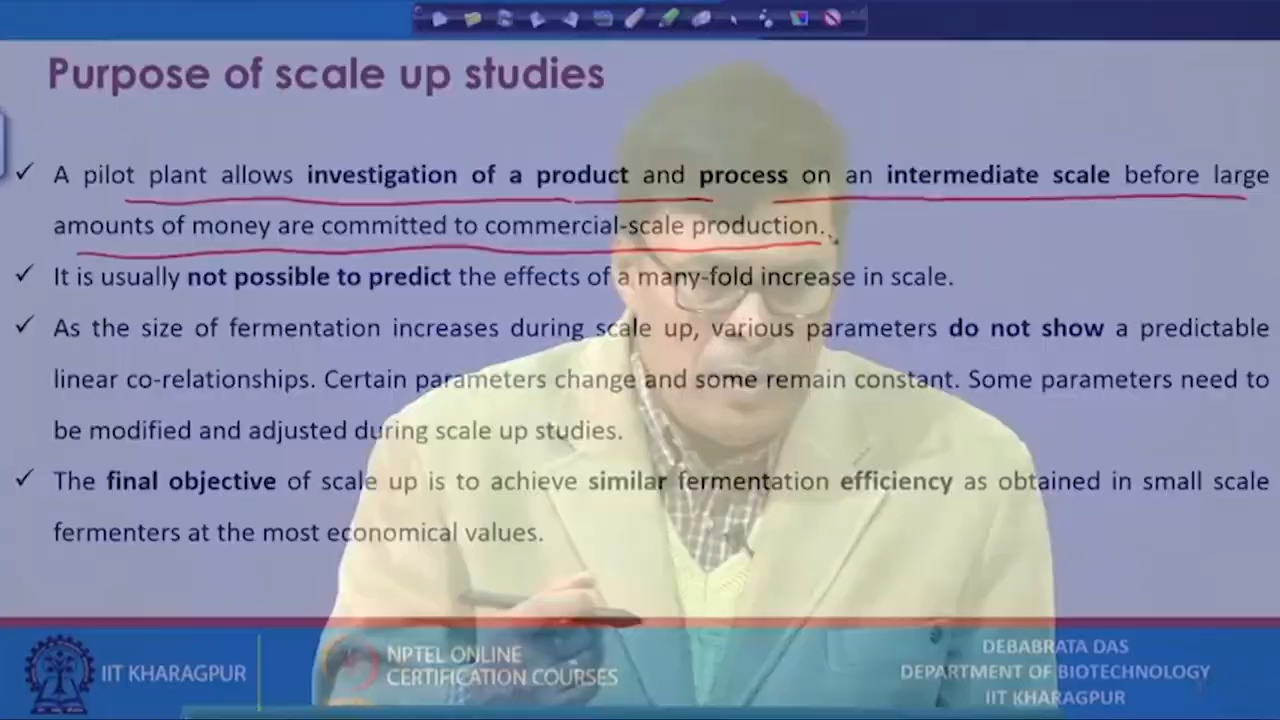 Purpose of scale up studies
✓ A pilot plant allows investigation of a product and process on an intermediate scale before large
amounts of money are committed to commercial-scale production.
✓ It is usually not possible to predict the effects of a many-fold increase in scale.
✓ As the size of fermentation increases during scale up, various parameters do not show a predictable
linear co-relationships. Certain parameters change and some remain constant. Some parameters need to
be modified and adjusted during scale up studies.
✓ The final objective of scale up is to achieve similar fermentation efficiency as obtained in small scale
fermenters at the most economical values.
IIT KHARAGPUR
NPTEL ONLINE
CERTIFICATION COURSES
DEBABRATA DAS
DEPARTMENT OF BIOTECHNOLOGY
IIT KHARAGPUR